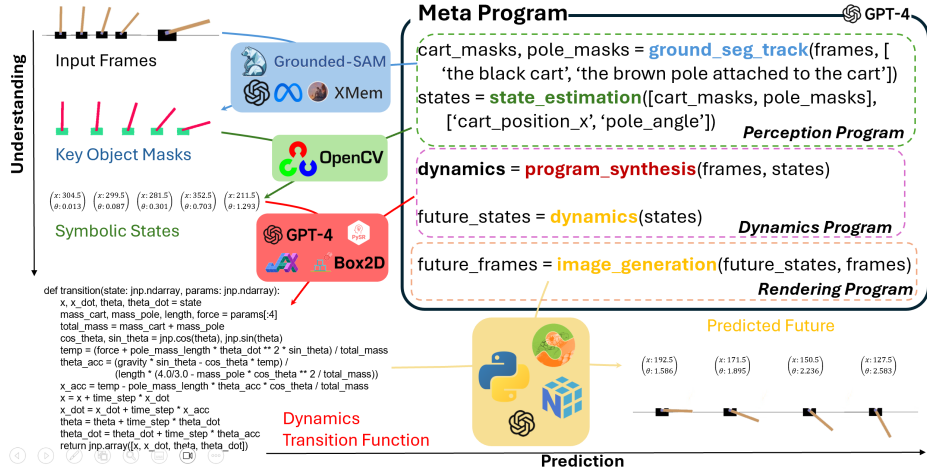 Meta Program
GPT-4
Understanding
Input Frames
Grounded-SAM
XMem
cart_masks, pole_masks = ground_seg_track(frames, [
'the black cart', 'the brown pole attached to the cart'])
states = state_estimation([cart_masks, pole_masks],
['cart_position_x', 'pole_angle'])
Perception Program
Key Object Masks
OpenCV
dynamics = program_synthesis(frames, states)
future_states = dynamics(states)
Dynamics Program
x: 304.5 x: 299.5 x: 281.5 x: 352.5 x: 211.5
θ: 0.013 θ: 0.087 θ: 0.301 θ: 0.703 θ: 1.293
Symbolic States
GPT-4
PySR
Box2D
future_frames = image_generation(future_states, frames)
Rendering Program
def transition(state: jnp.ndarray, params: jnp.ndarray):
x, x_dot, theta, theta_dot = state
mass_cart, mass_pole, length, force = params[:4]
total_mass = mass_cart + mass_pole
cos_theta, sin_theta = jnp.cos(theta), jnp.sin(theta)
temp = (force + pole_mass_length * theta_dot ** 2 * sin_theta) / total_mass
theta_acc = (gravity * sin_theta - cos_theta * temp) /
(length * (4.0/3.0 - mass_pole * cos_theta ** 2 / total_mass))
x_acc = temp - pole_mass_length * theta_acc * cos_theta / total_mass
x = x + time_step * x_dot
x_dot = x_dot + time_step * x_acc
theta = theta + time_step * theta_dot
theta_dot = theta_dot + time_step * theta_acc
return jnp.array([x, x_dot, theta, theta_dot])
Dynamics
Transition Function
Predicted Future
x: 192.5 x: 171.5 x: 150.5 x: 127.5
θ: 1.586 θ: 1.895 θ: 2.236 θ: 2.583
Prediction